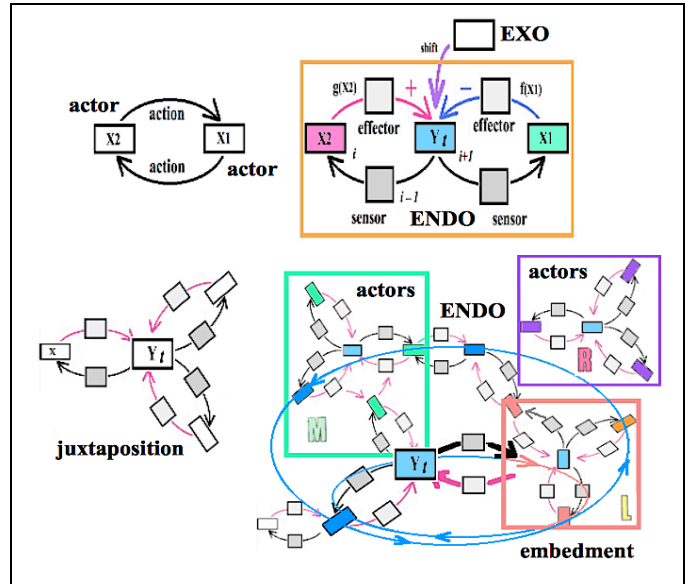 EXO
shift
g(X2)
+
−
f(X1)
actor
action
effector
effector
X2
X1
X2
Yt
X1
i
i+1
action
actor
i−1
sensor
ENDO
sensor
actors
actors
ENDO
x
Yt
R
M
juxtaposition
Yt
L
embedment